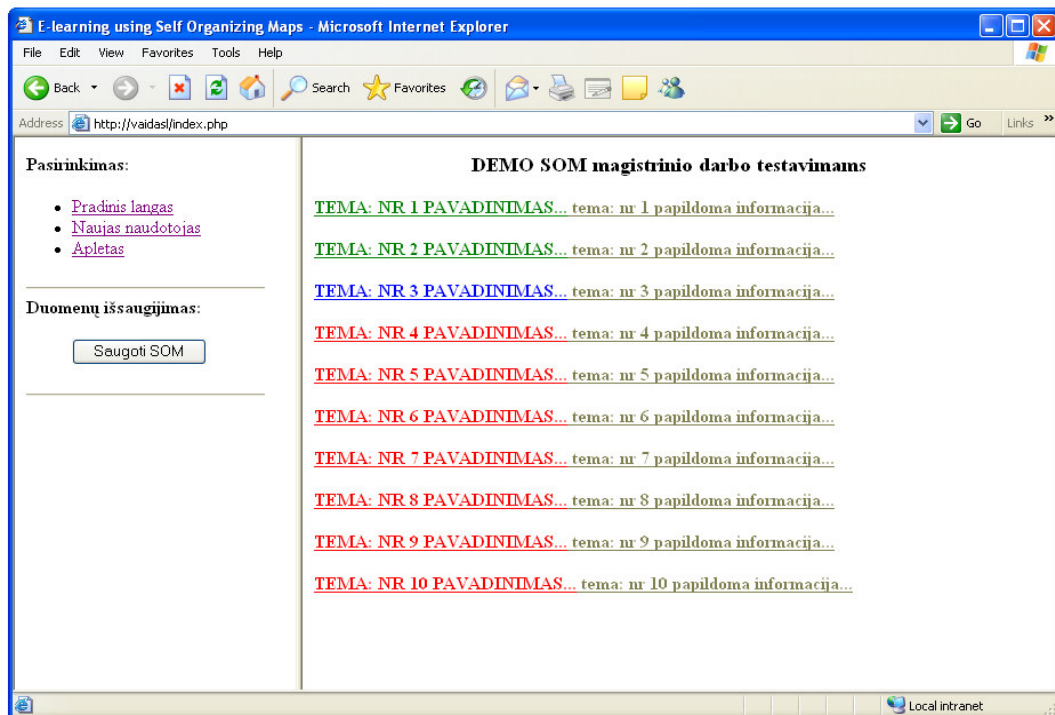 E-learning using Self Organizing Maps - Microsoft Internet Explorer
File Edit View Favorites Tools Help
Back Search Favorites
Address http://vaidasl/index.php Go Links »
Pasirinkimas:
Pradinis langas
Naujas naudotojas
Apletas
Duomenų išsaugijimas:
Saugoti SOM
DEMO SOM magistrinio darbo testavimams
TEMA: NR 1 PAVADINIMAS... tema: nr 1 papildoma informacija...
TEMA: NR 2 PAVADINIMAS... tema: nr 2 papildoma informacija...
TEMA: NR 3 PAVADINIMAS... tema: nr 3 papildoma informacija...
TEMA: NR 4 PAVADINIMAS... tema: nr 4 papildoma informacija...
TEMA: NR 5 PAVADINIMAS... tema: nr 5 papildoma informacija...
TEMA: NR 6 PAVADINIMAS... tema: nr 6 papildoma informacija...
TEMA: NR 7 PAVADINIMAS... tema: nr 7 papildoma informacija...
TEMA: NR 8 PAVADINIMAS... tema: nr 8 papildoma informacija...
TEMA: NR 9 PAVADINIMAS... tema: nr 9 papildoma informacija...
TEMA: NR 10 PAVADINIMAS... tema: nr 10 papildoma informacija...
Local intranet